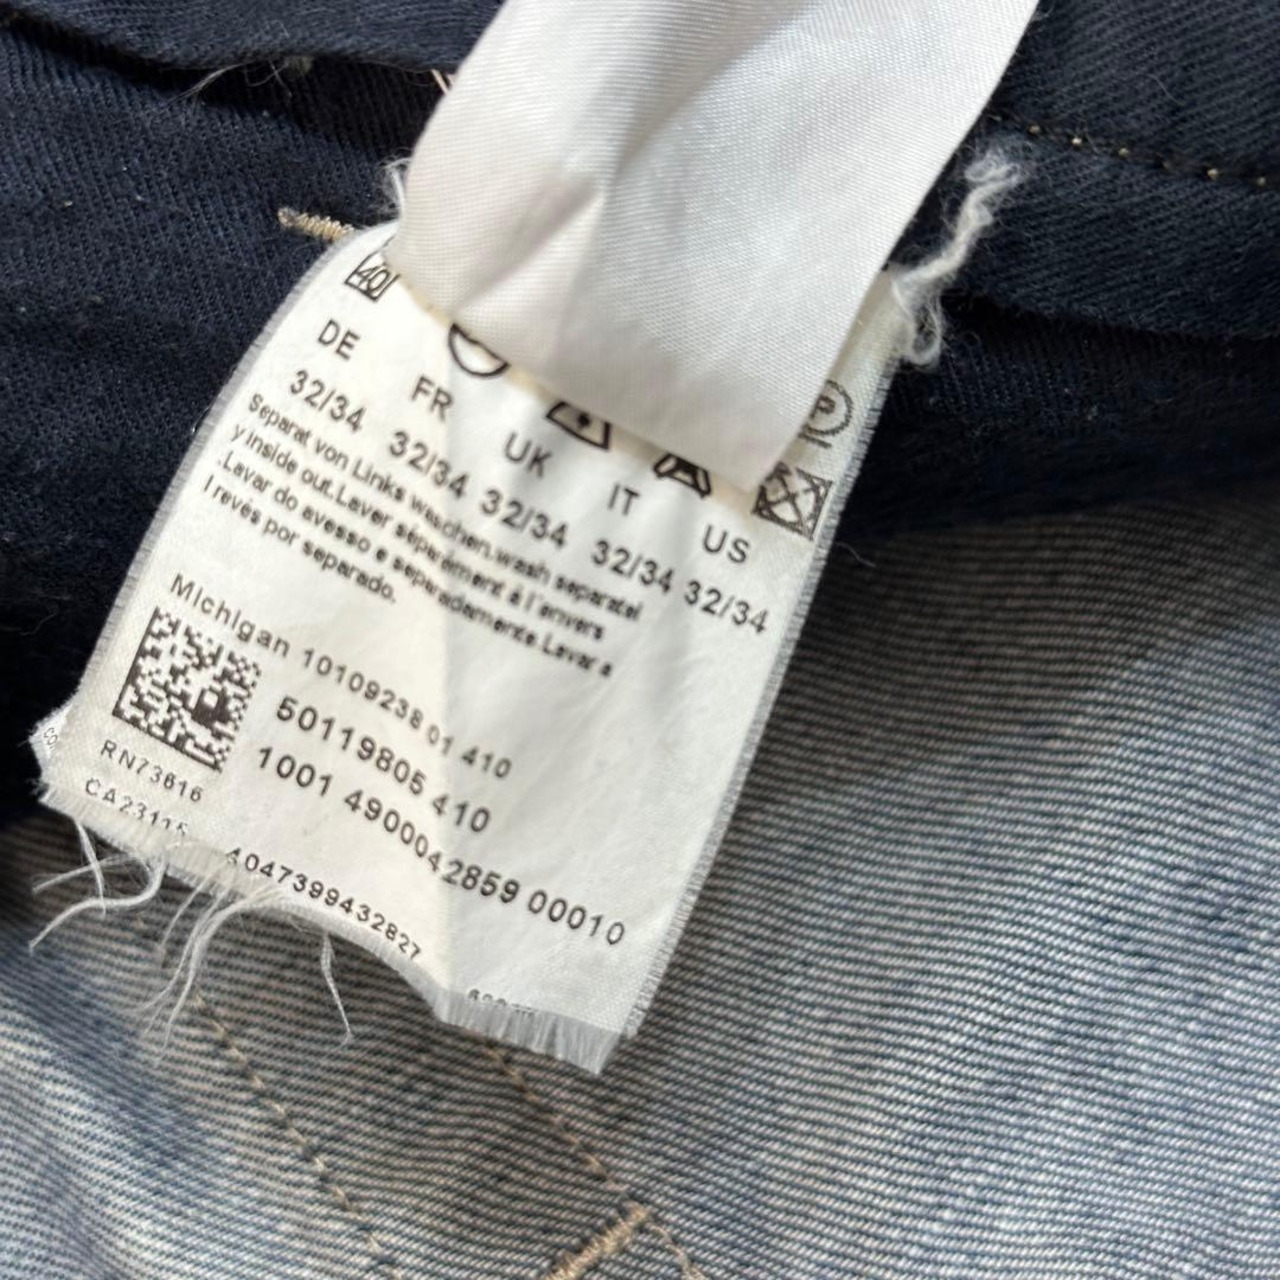 40
P
DE FR UK IT US
32/34 32/34 32/34 32/34 32/34
Separat von Links waschen.wash separatel
y inside out.Laver séparément à l'envers
.Lavar do avesso e separadamente.Lavar a
l revés por separado.
Michigan 10109238 01 410
50119805 410
1001 4900042859 00010
RN73616
CA23115
4047399432827